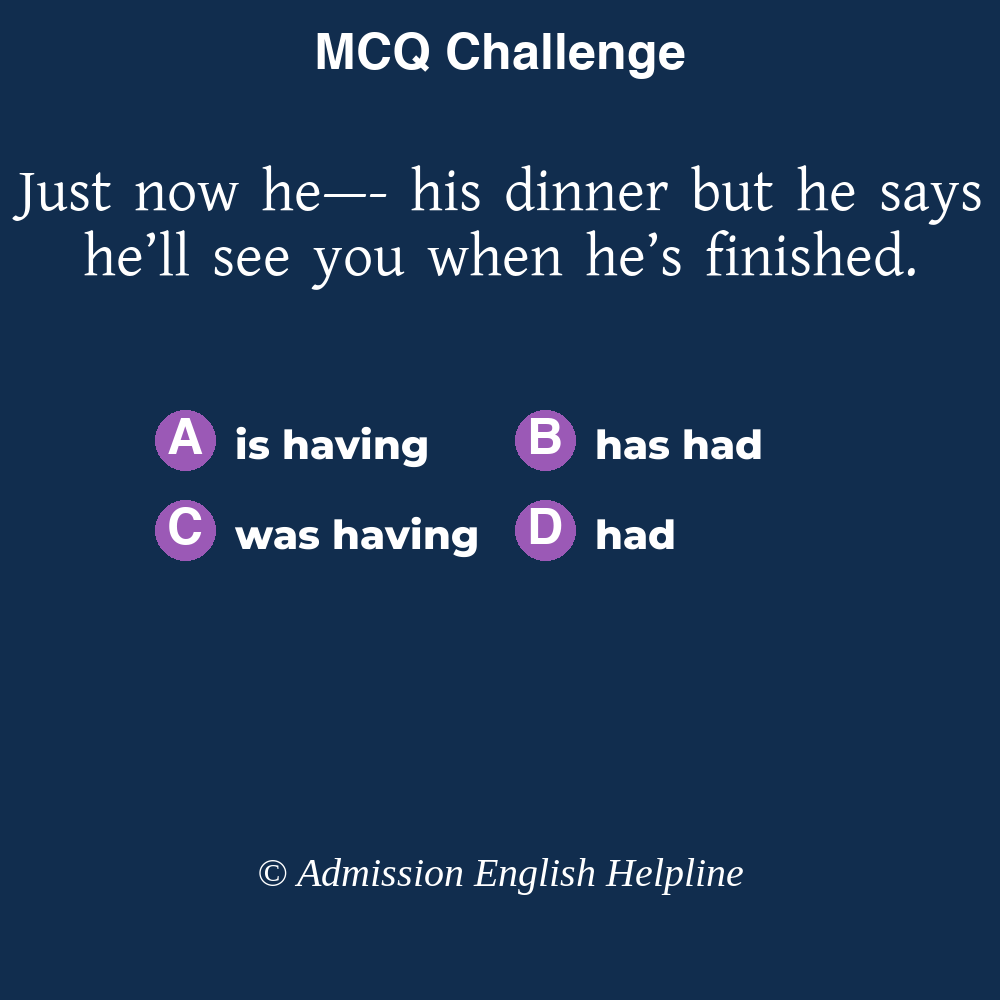 MCQ Challenge
Just now he—- his dinner but he says
he’ll see you when he’s finished.
A is having B has had
C was having D had
© Admission English Helpline